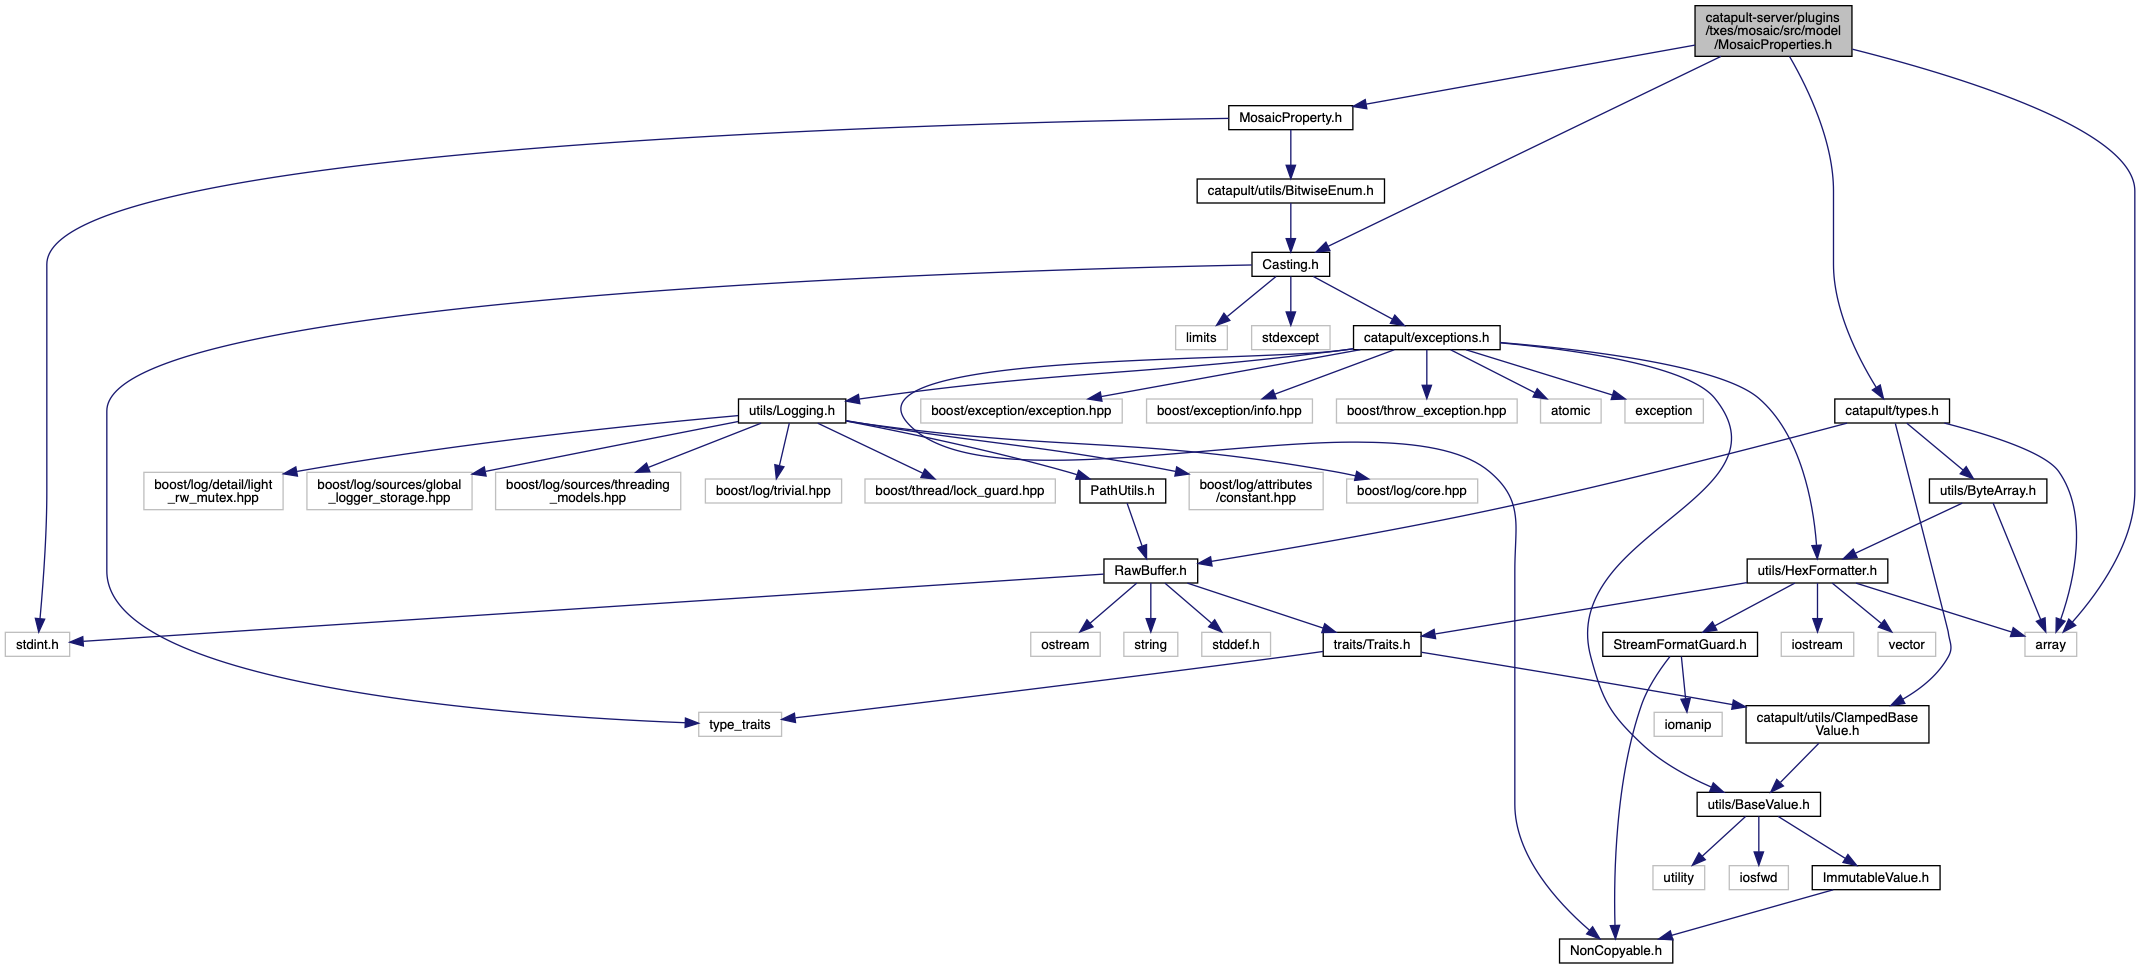 catapult-server/plugins
/txes/mosaic/src/model
/MosaicProperties.h
MosaicProperty.h
catapult/utils/BitwiseEnum.h
Casting.h
limits
stdexcept
catapult/exceptions.h
utils/Logging.h
boost/exception/exception.hpp
boost/exception/info.hpp
boost/throw_exception.hpp
atomic
exception
catapult/types.h
boost/log/detail/light
_rw_mutex.hpp
boost/log/sources/global
_logger_storage.hpp
boost/log/sources/threading
_models.hpp
boost/log/trivial.hpp
boost/thread/lock_guard.hpp
PathUtils.h
boost/log/attributes
/constant.hpp
boost/log/core.hpp
utils/ByteArray.h
RawBuffer.h
utils/HexFormatter.h
stdint.h
ostream
string
stddef.h
traits/Traits.h
StreamFormatGuard.h
iostream
vector
array
type_traits
iomanip
catapult/utils/ClampedBase
Value.h
utils/BaseValue.h
utility
iosfwd
ImmutableValue.h
NonCopyable.h